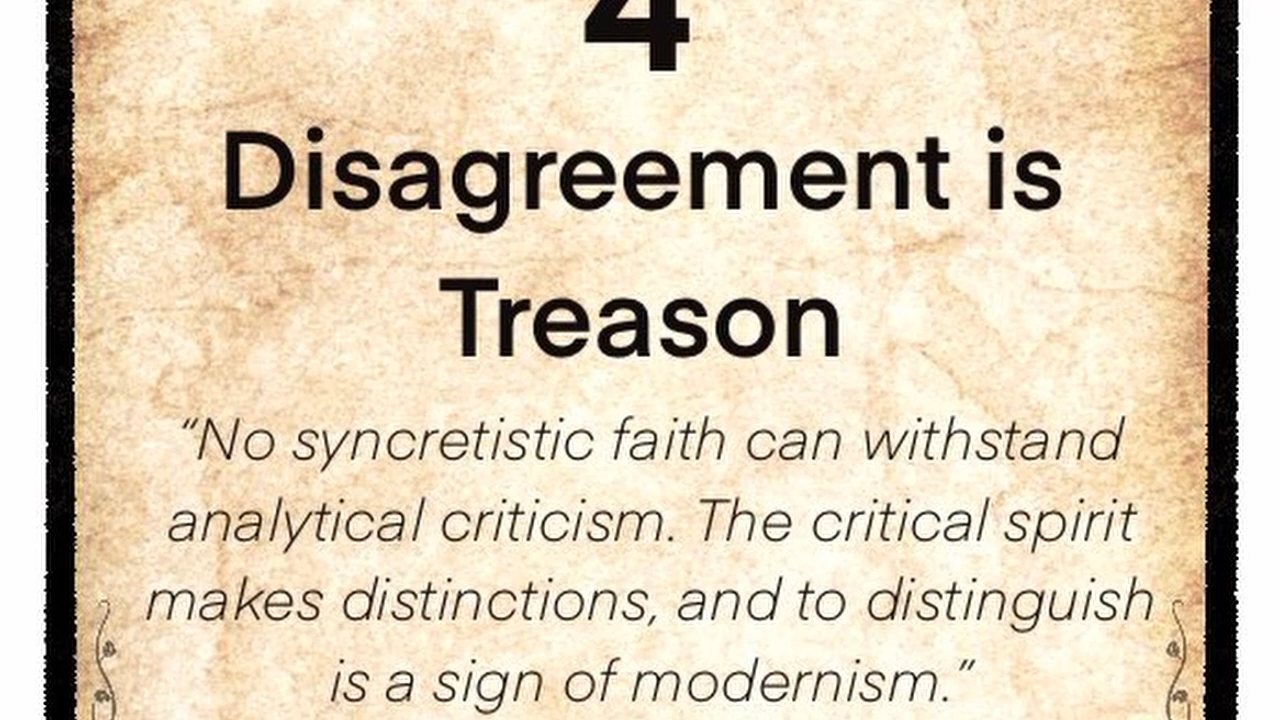 4
Disagreement is
Treason
“No syncretistic faith can withstand
analytical criticism. The critical spirit
makes distinctions, and to distinguish
is a sign of modernism.”